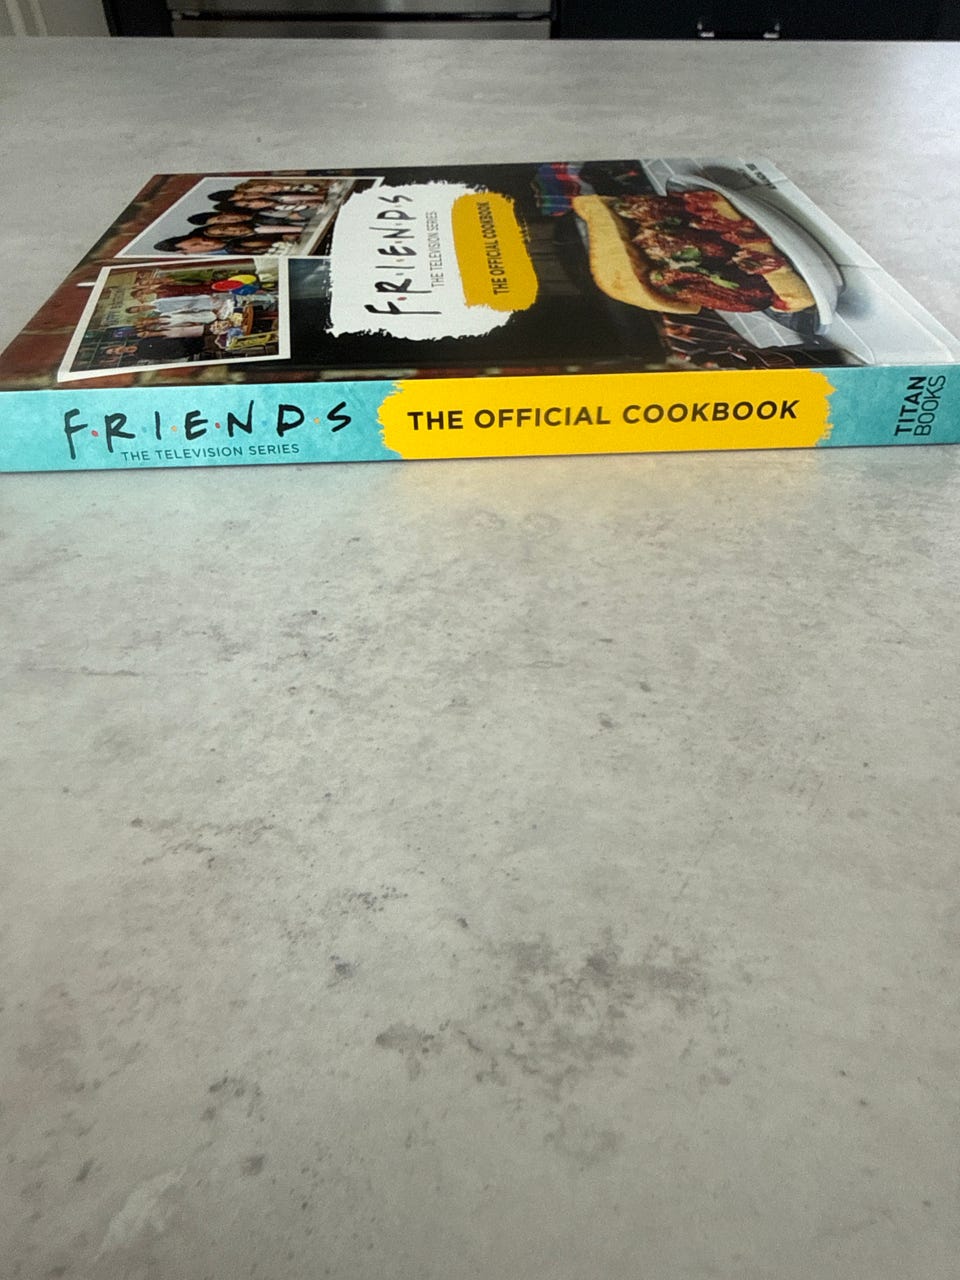 F·R·I·E·N·D·S
THE TELEVISION SERIES
THE OFFICIAL COOKBOOK
F·R·I·E·N·D·S
THE TELEVISION SERIES
THE OFFICIAL COOKBOOK
TITAN
BOOKS